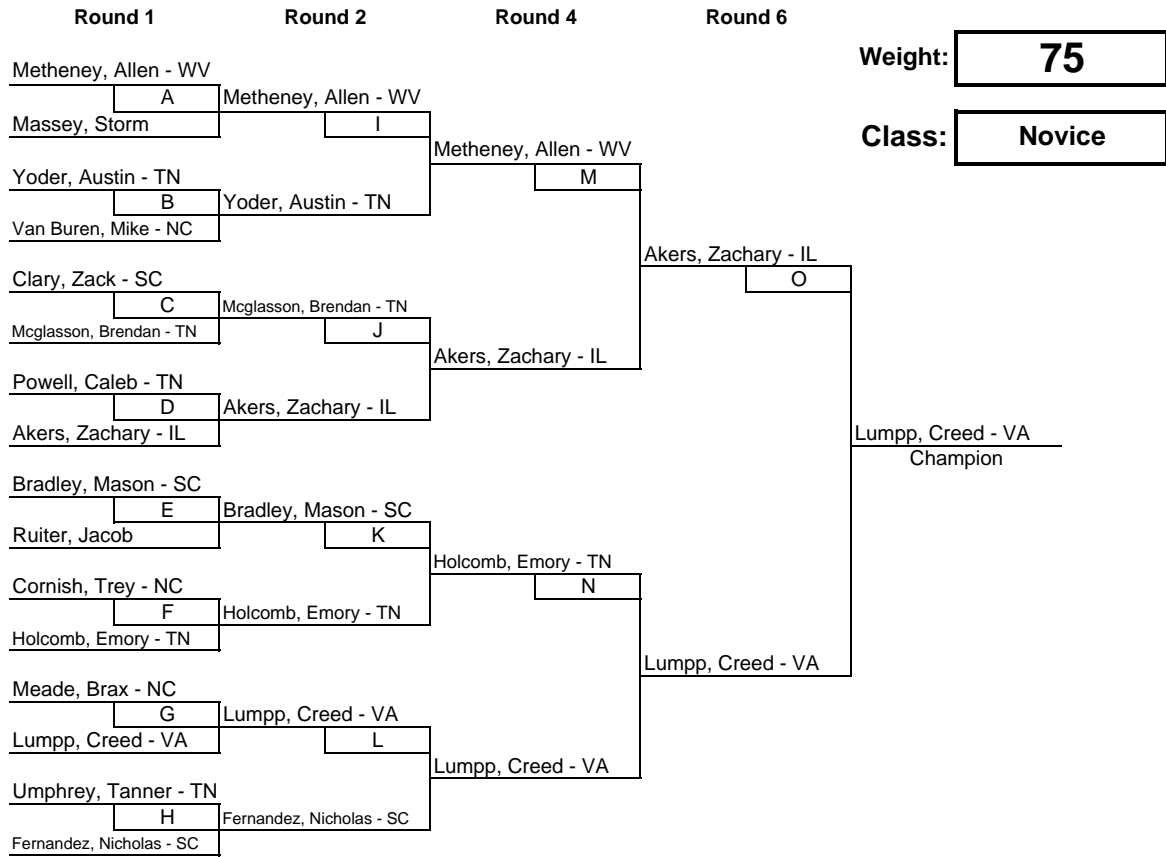 Round 1 Round 2 Round 4 Round 6
Weight: 75
Class: Novice
Metheney, Allen - WV
A
Massey, Storm
Yoder, Austin - TN
B
Van Buren, Mike - NC
Clary, Zack - SC
C
Mcglasson, Brendan - TN
Powell, Caleb - TN
D
Akers, Zachary - IL
Bradley, Mason - SC
E
Ruiter, Jacob
Cornish, Trey - NC
F
Holcomb, Emory - TN
Meade, Brax - NC
G
Lumpp, Creed - VA
Umphrey, Tanner - TN
H
Fernandez, Nicholas - SC
Metheney, Allen - WV
I
Yoder, Austin - TN
Mcglasson, Brendan - TN
J
Akers, Zachary - IL
Bradley, Mason - SC
K
Holcomb, Emory - TN
Lumpp, Creed - VA
L
Fernandez, Nicholas - SC
Metheney, Allen - WV
M
Akers, Zachary - IL
Holcomb, Emory - TN
N
Lumpp, Creed - VA
Akers, Zachary - IL
O
Lumpp, Creed - VA
Lumpp, Creed - VA
Champion